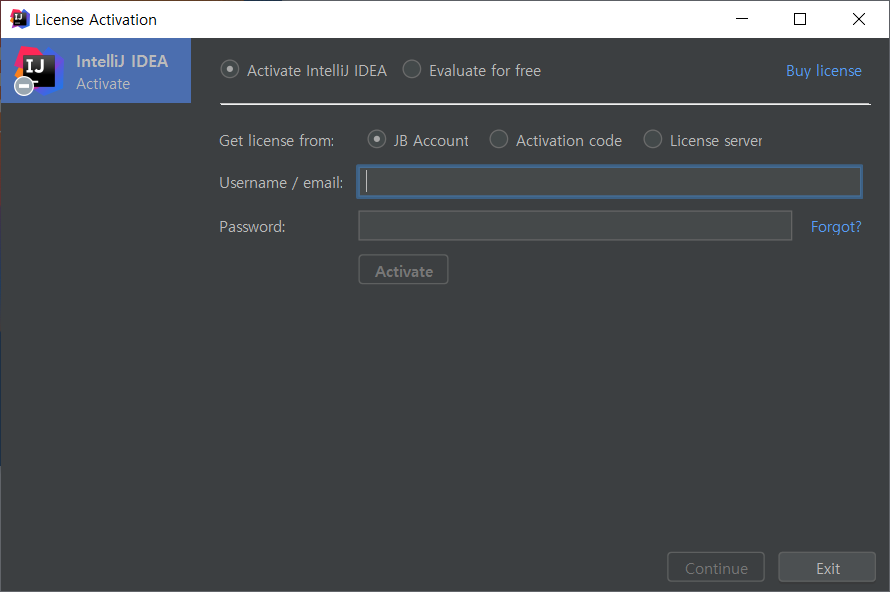 License Activation
IJ IntelliJ IDEA
Activate
Activate IntelliJ IDEA Evaluate for free Buy license
Get license from: JB Account Activation code License server
Username / email:
Password: Forgot?
Activate
Continue Exit